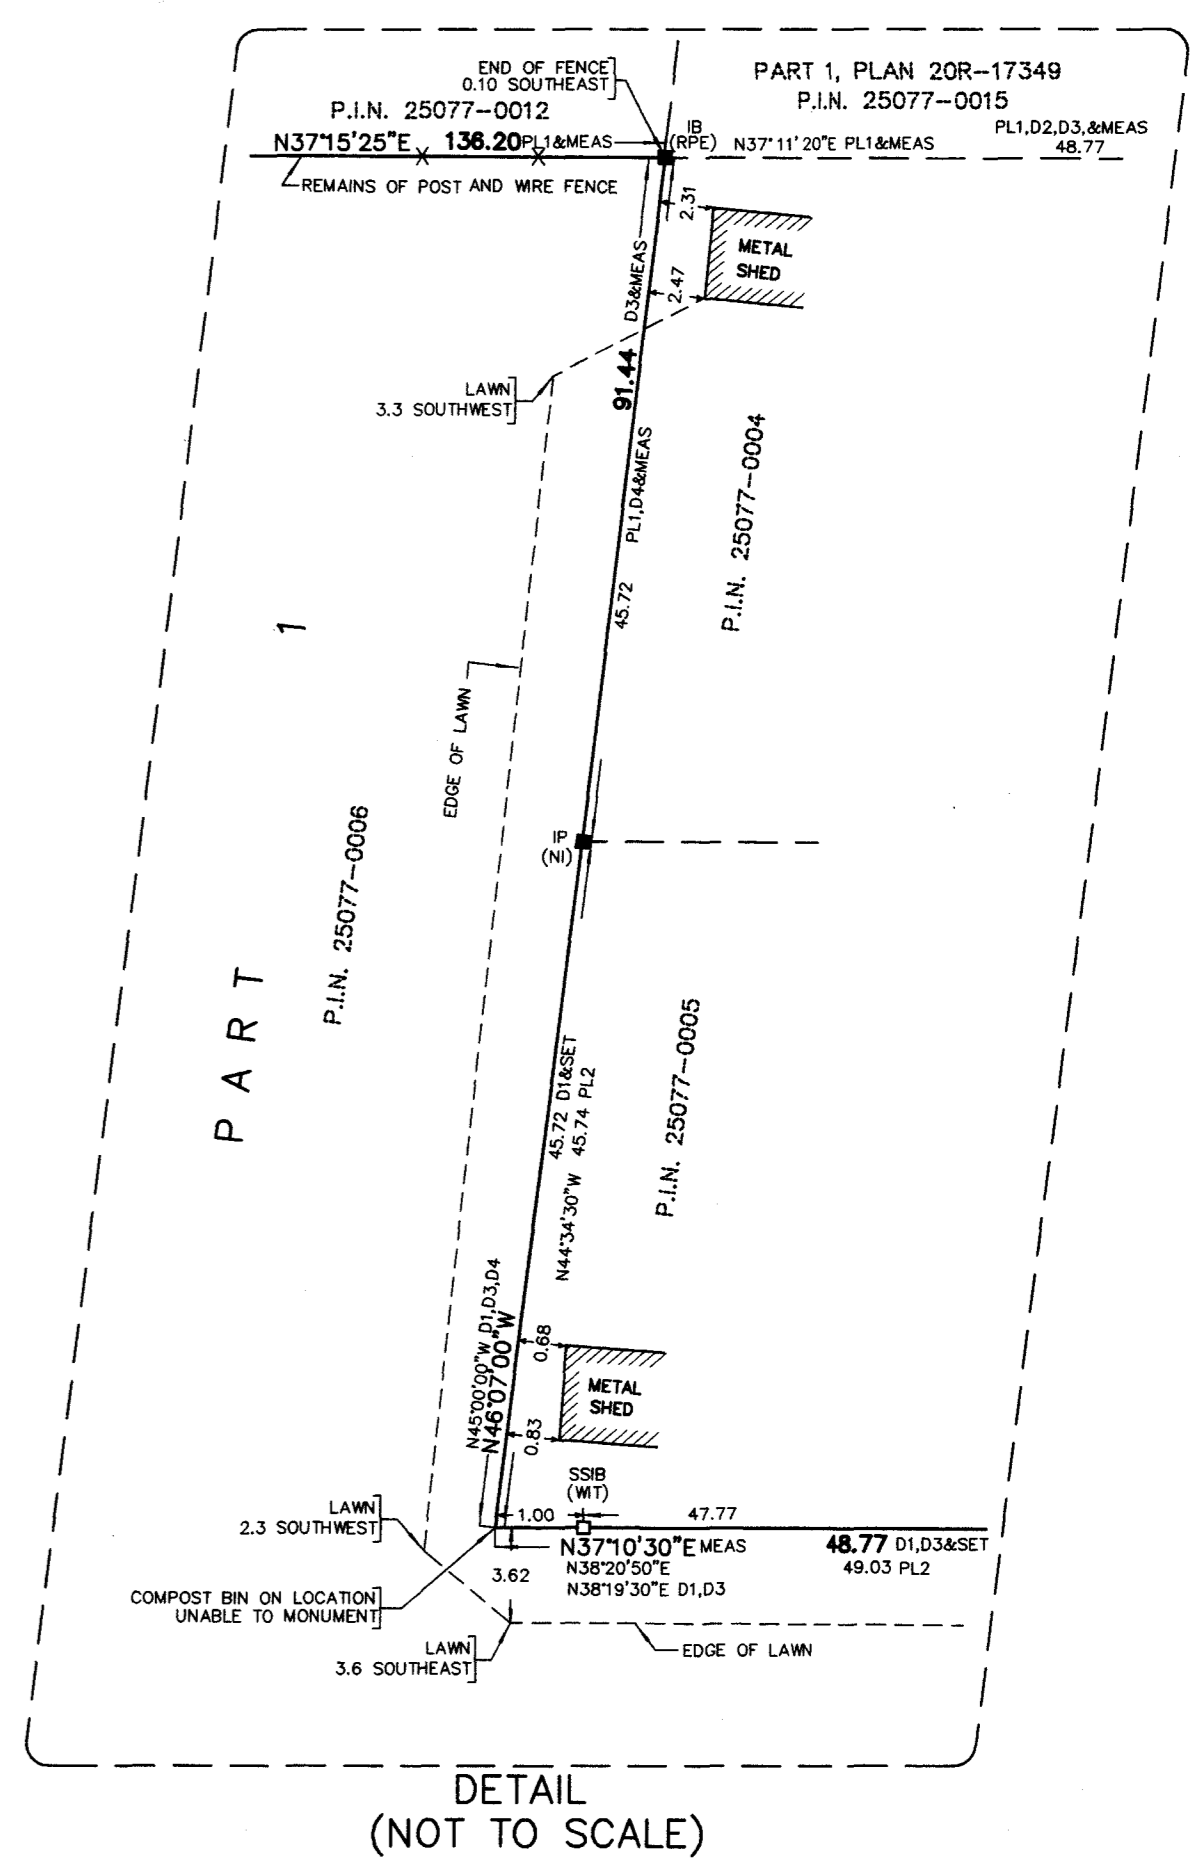 END OF FENCE
0.10 SOUTHEAST
PART 1, PLAN 20R-17349
P.I.N. 25077-0015
P.I.N. 25077-0012
N37°15'25"E 136.20 PL1&MEAS
IB
(RPE)
N37°11'20"E PL1&MEAS
PL1,D2,D3,&MEAS
48.77
REMAINS OF POST AND WIRE FENCE
2.31
METAL
SHED
D3&MEAS
2.47
91.44
LAWN
3.3 SOUTHWEST
PL1,D4&MEAS
P.I.N. 25077-0004
45.72
1
EDGE OF LAWN
P.I.N. 25077-0006
IP
(NI)
PART
P.I.N. 25077-0005
45.72 D1&SET
45.74 PL2
N44°34'30"W
N45°00'00"W D1,D3,D4
N46°07'00"W
0.68
METAL
SHED
0.83
SSIB
(WIT)
LAWN
2.3 SOUTHWEST
1.00
47.77
N37°10'30"E MEAS
48.77 D1,D3&SET
N38°20'50"E
49.03 PL2
N38°19'30"E D1,D3
3.62
COMPOST BIN ON LOCATION
UNABLE TO MONUMENT
LAWN
3.6 SOUTHEAST
EDGE OF LAWN
DETAIL
(NOT TO SCALE)